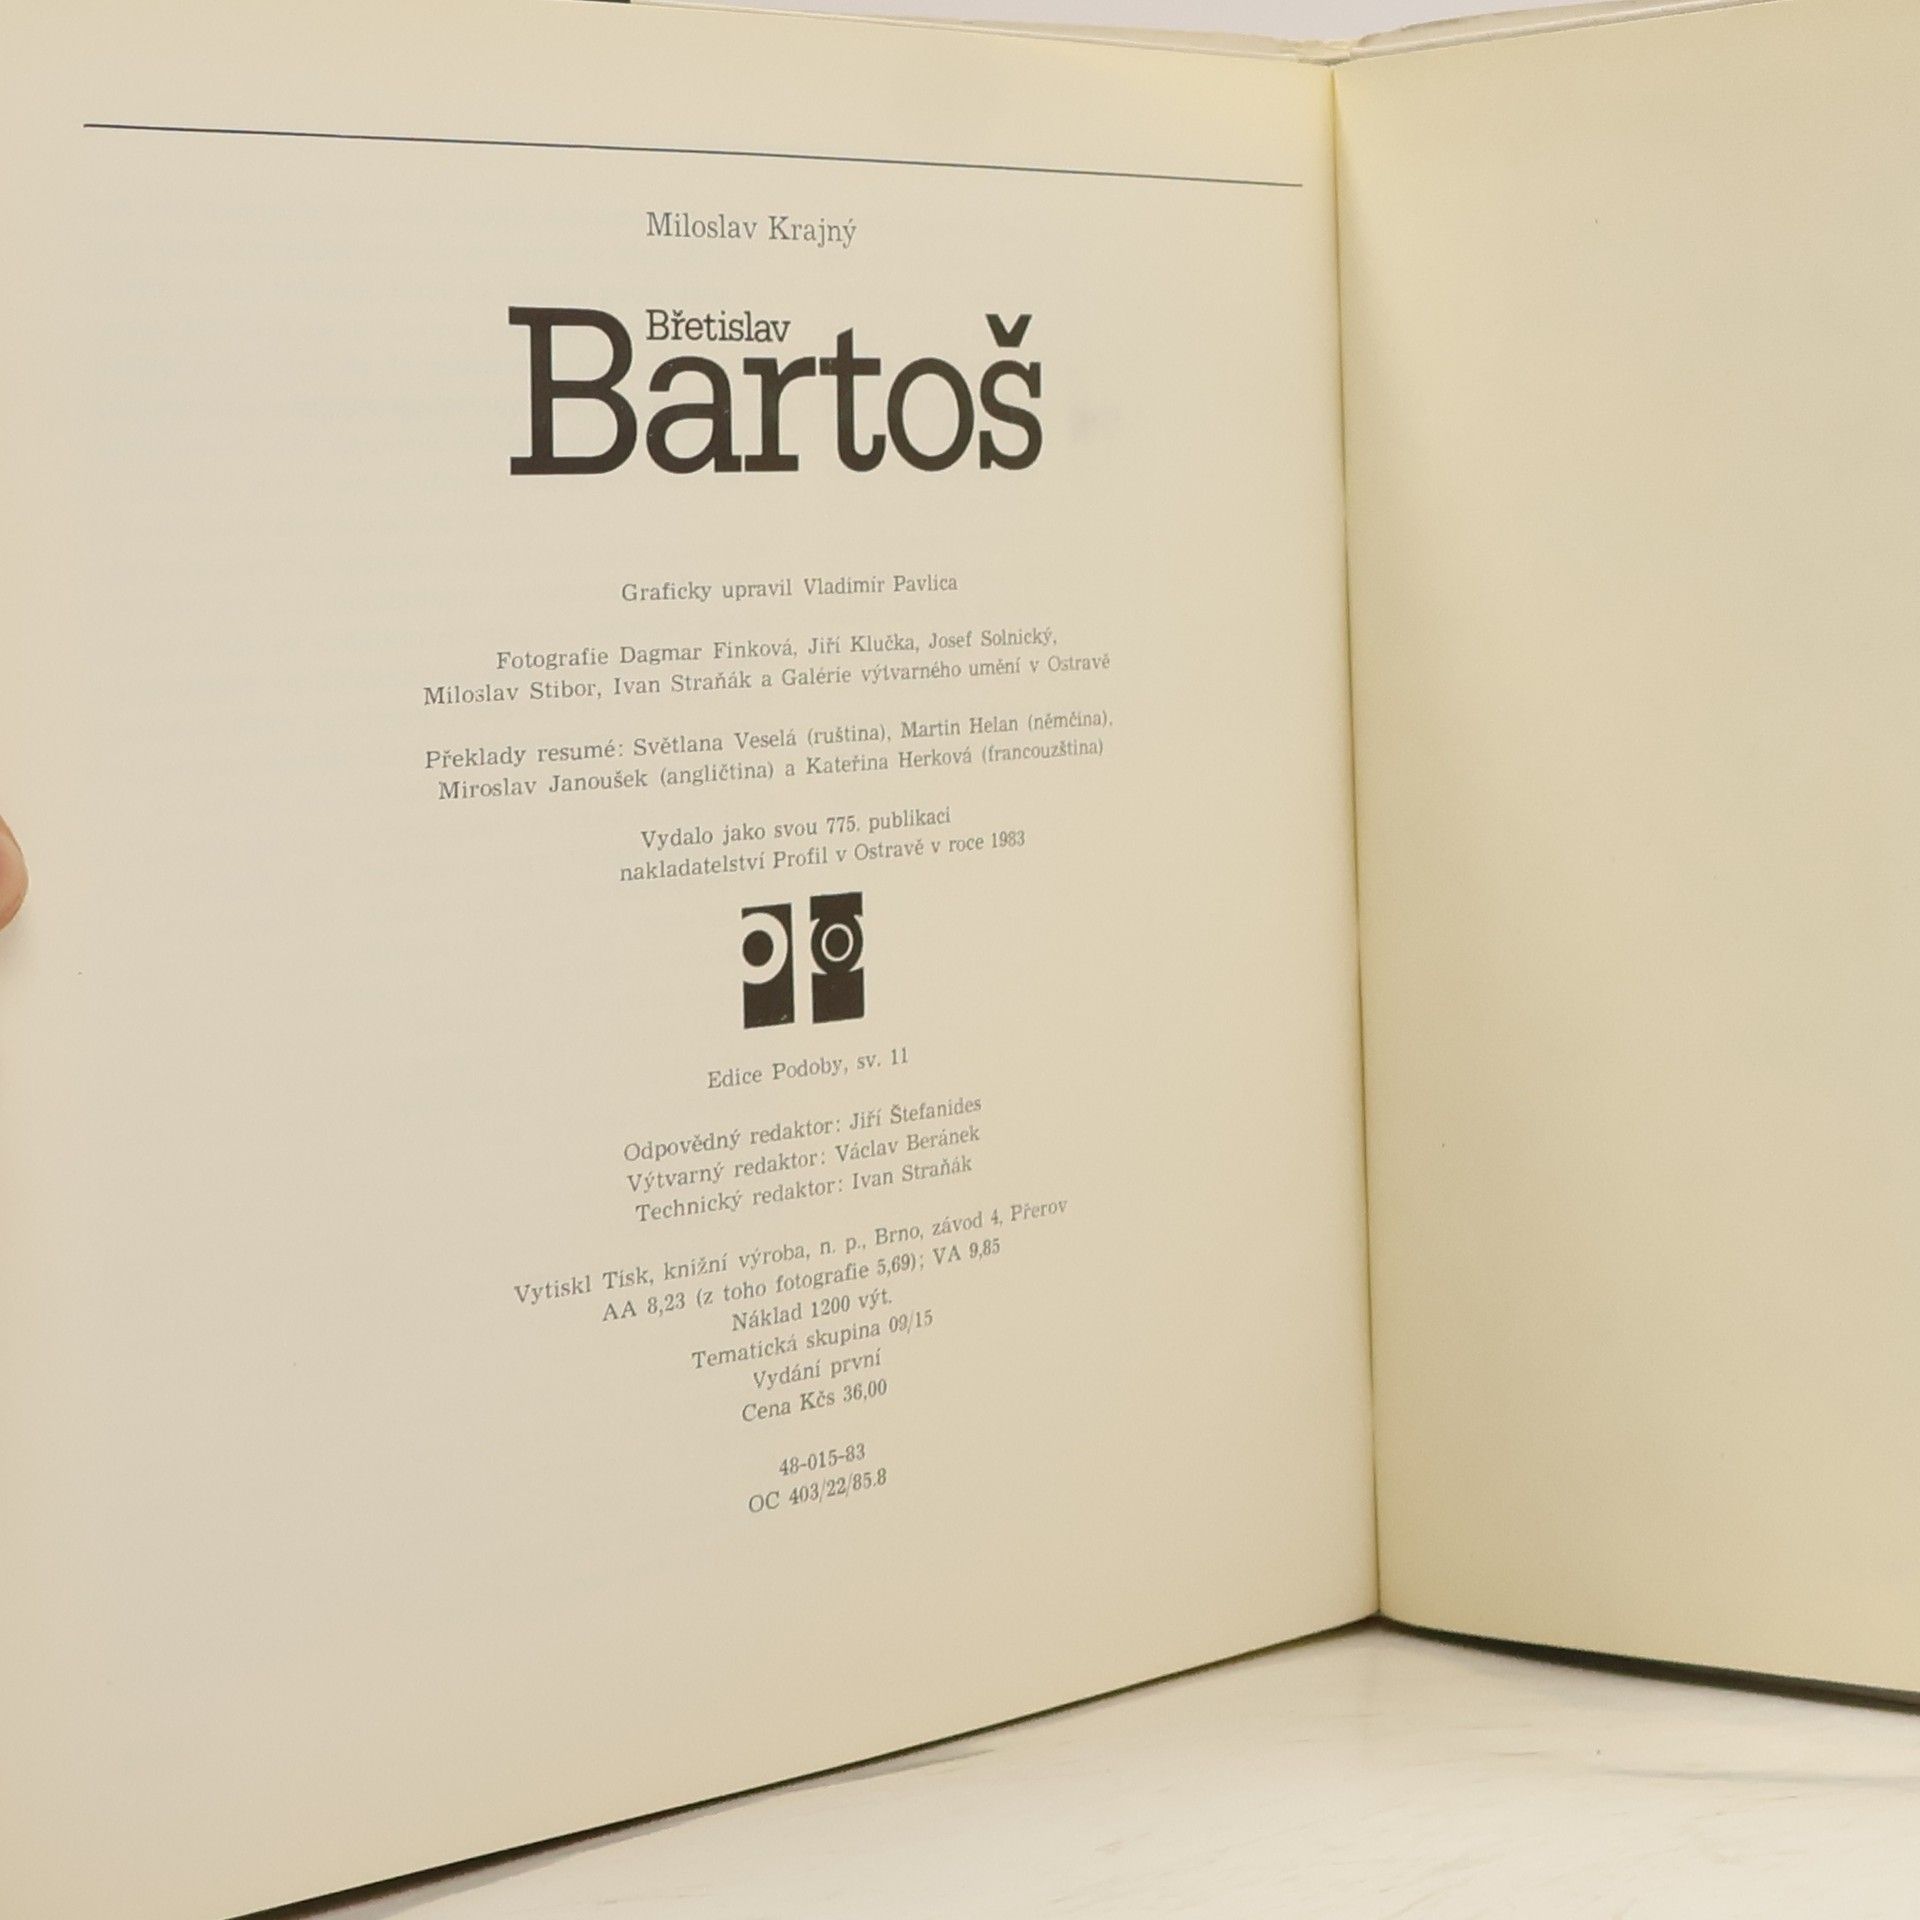 Miloslav Krajný
Břetislav
Bartoš
Graficky upravil Vladimír Pavlica
Fotografie Dagmar Finková, Jiří Klučka, Josef Solnický,
Miloslav Stibor, Ivan Straňák a Galérie výtvarného umění v Ostravě
Překlady resumé: Světlana Veselá (ruština), Martin Helan (němčina),
Miroslav Janoušek (angličtina) a Kateřina Herková (francouzština)
Vydalo jako svou 775. publikaci
nakladatelství Profil v Ostravě v roce 1983
Edice Podoby, sv. 11
Odpovědný redaktor: Jiří Štefanides
Výtvarný redaktor: Václav Beránek
Technický redaktor: Ivan Straňák
Vytiskl Tisk, knižní výroba, n. p., Brno, závod 4, Přerov
AA 8,23 (z toho fotografie 5,69); VA 9,85
Náklad 1200 výt.
Tematická skupina 09/15
Vydání první
Cena Kčs 36,00
48-015-83
OC 403/22/85.8